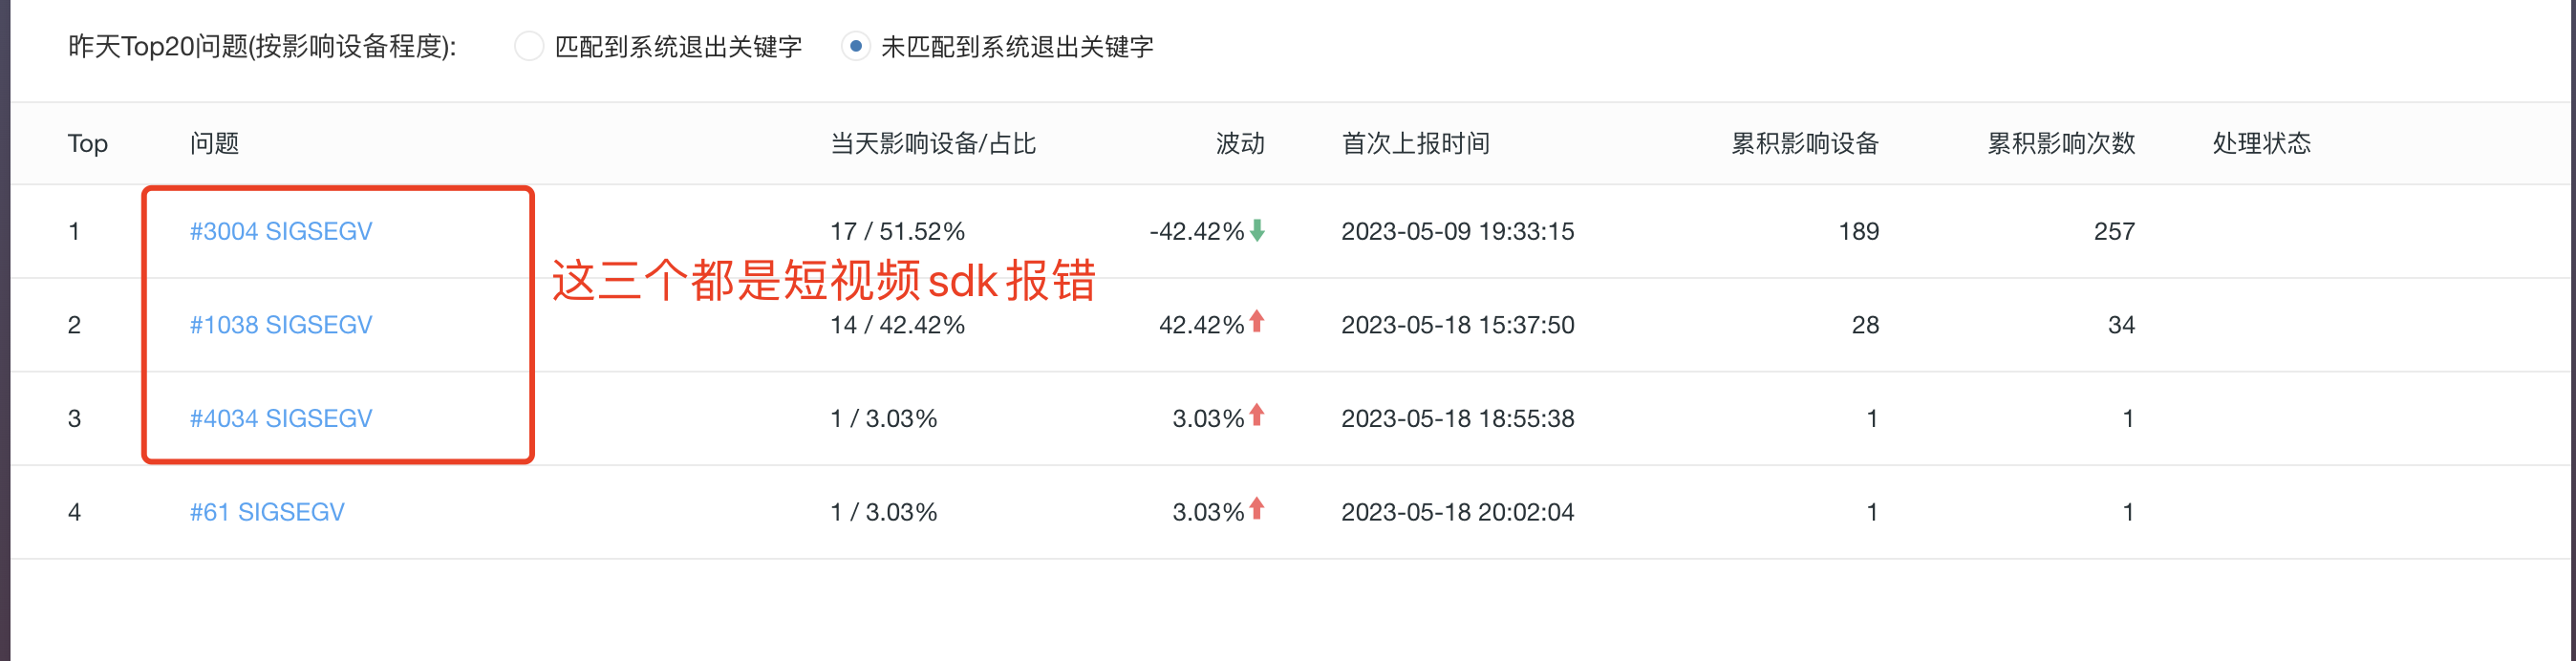 昨天Top20问题(按影响设备程度): 匹配到系统退出关键字 未匹配到系统退出关键字
Top 问题 当天影响设备/占比 波动 首次上报时间 累积影响设备 累积影响次数 处理状态
1 #3004 SIGSEGV 17 / 51.52% -42.42% 2023-05-09 19:33:15 189 257
这三个都是短视频sdk报错
2 #1038 SIGSEGV 14 / 42.42% 42.42% 2023-05-18 15:37:50 28 34
3 #4034 SIGSEGV 1 / 3.03% 3.03% 2023-05-18 18:55:38 1 1
4 #61 SIGSEGV 1 / 3.03% 3.03% 2023-05-18 20:02:04 1 1